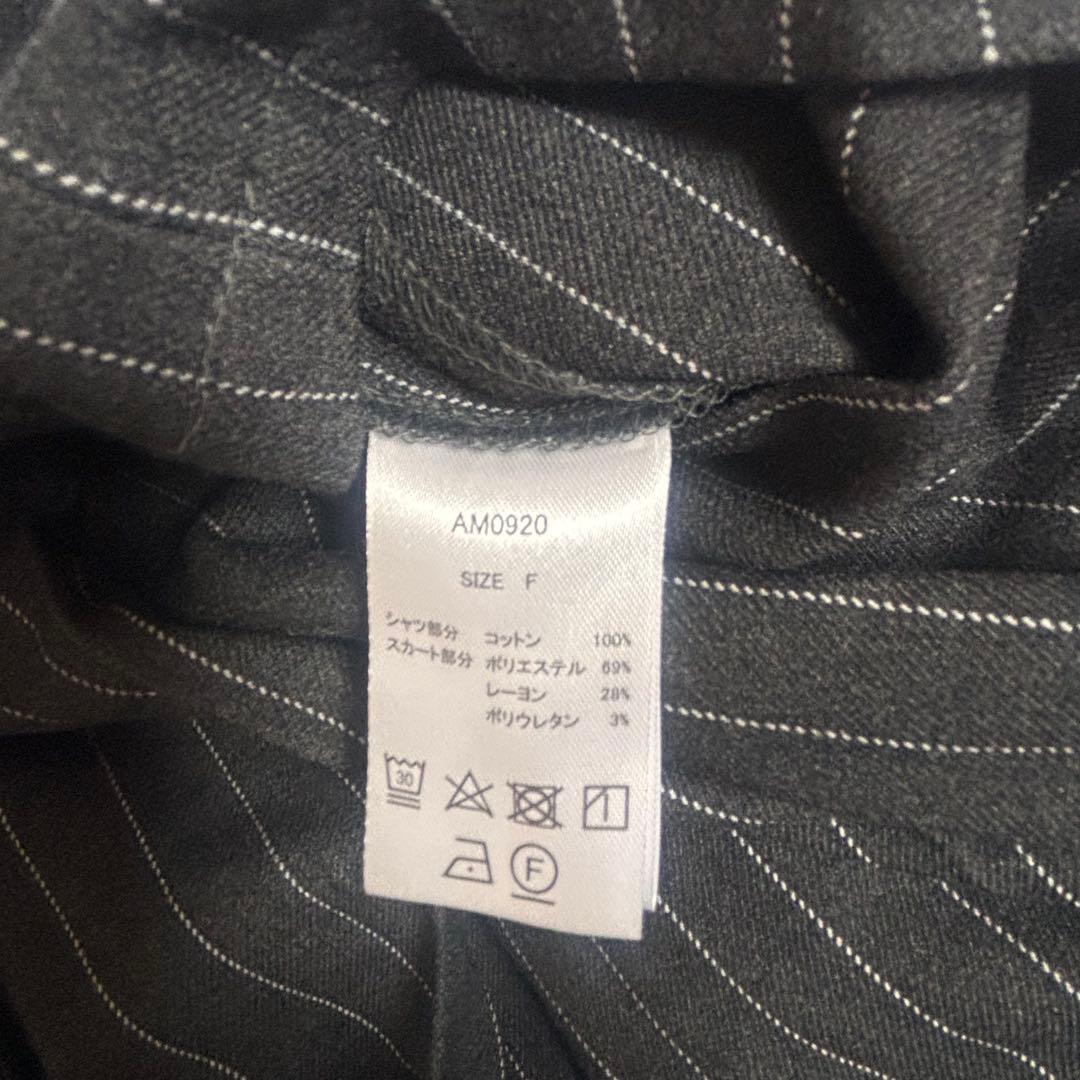 AM0920
SIZE F
シャツ部分 コットン 100%
スカート部分 ポリエステル 69%
レーヨン 28%
ポリウレタン 3%
30
F